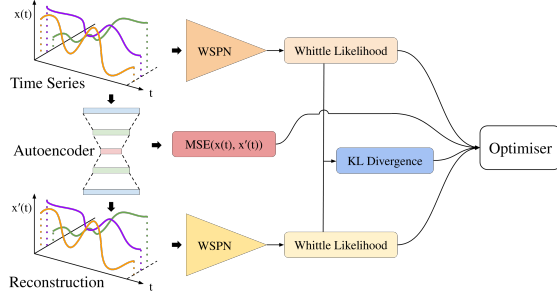 x(t)
WSPN
Whittle Likelihood
Time Series
t
Autoencoder
MSE(x(t), x'(t))
KL Divergence
Optimiser
x'(t)
WSPN
Whittle Likelihood
Reconstruction
t